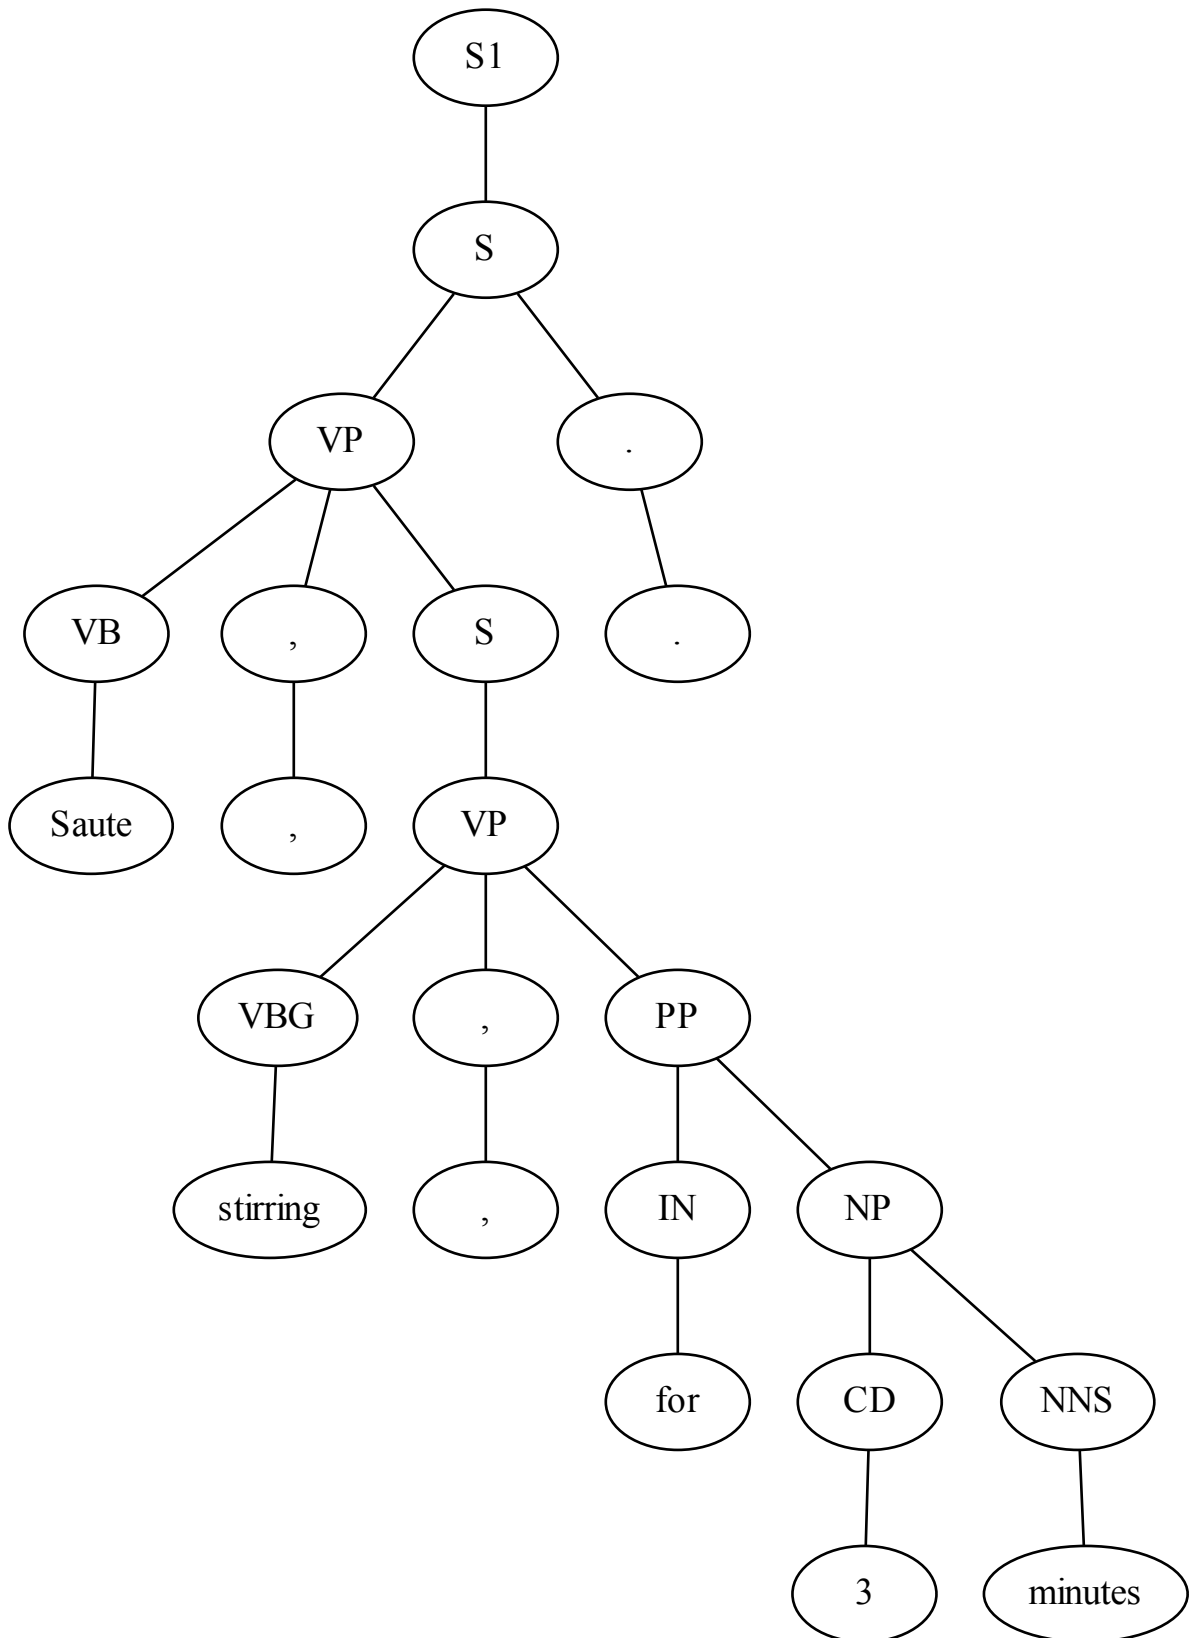 S1
S
VP .
VB , S .
Saute , VP
VBG , PP
stirring , IN NP
for CD NNS
3 minutes